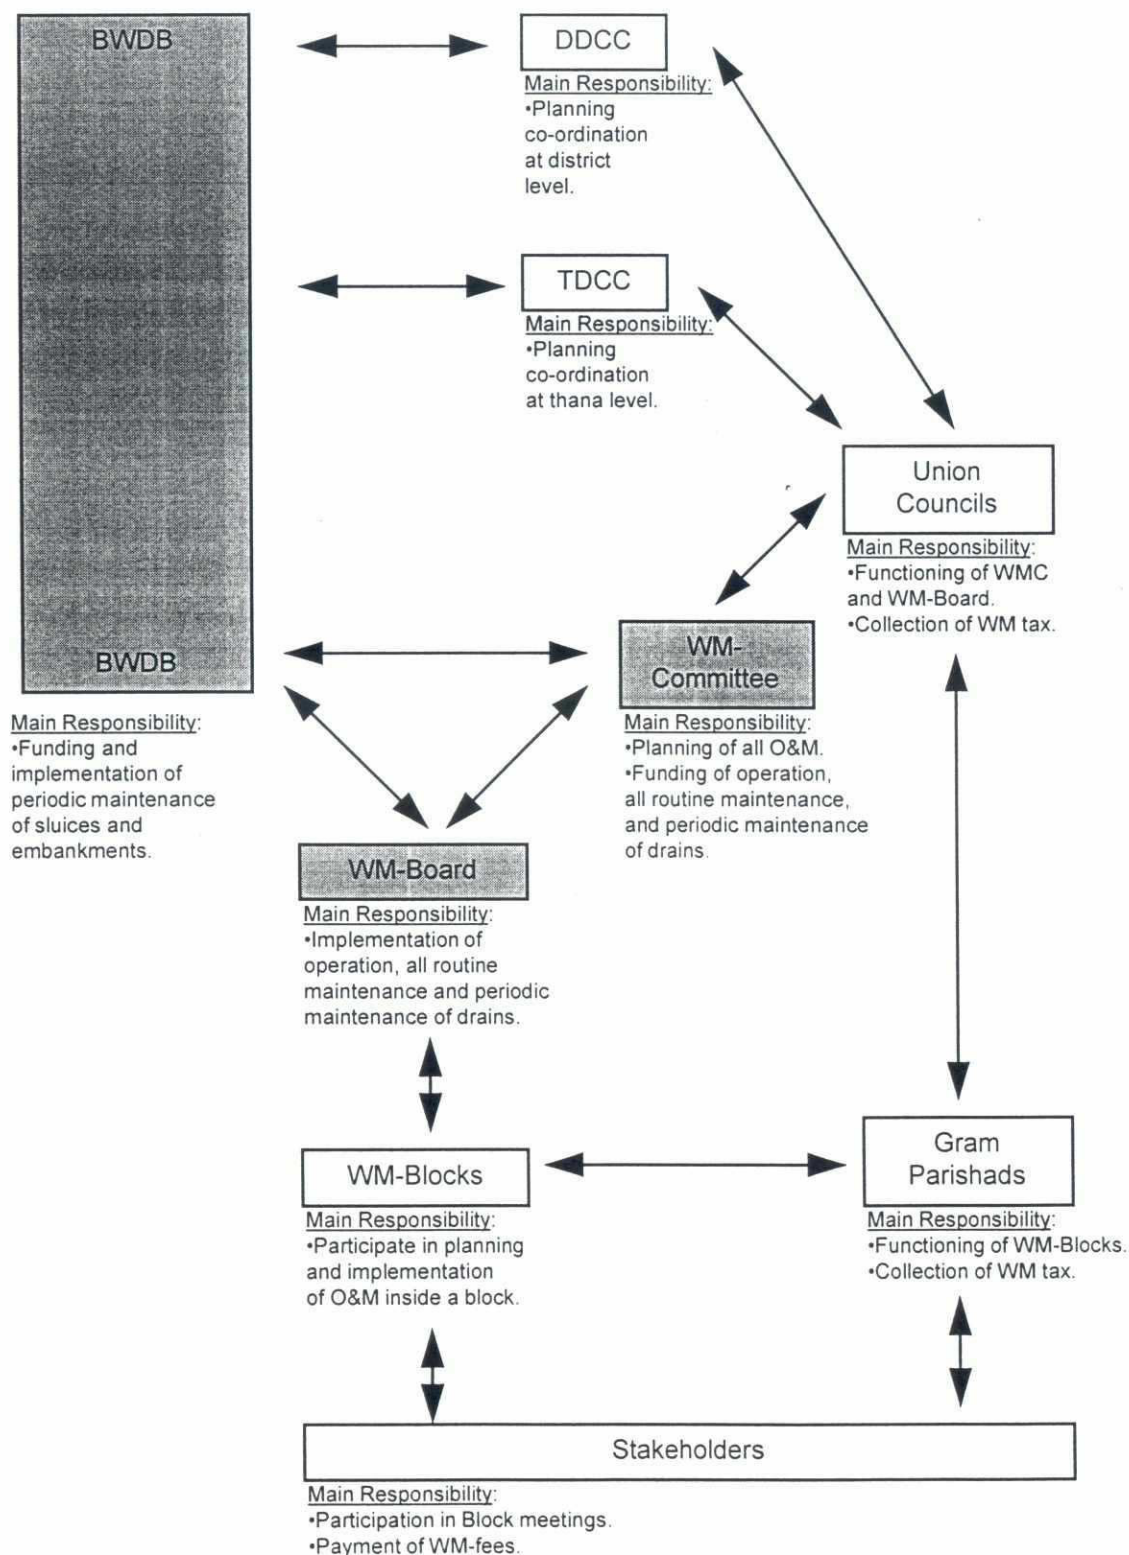 BWDB
DDCC
Main Responsibility:
•Planning
co-ordination
at district
level.
TDCC
Main Responsibility:
•Planning
co-ordination
at thana level.
Union
Councils
Main Responsibility:
•Functioning of WMC
and WM-Board.
•Collection of WM tax.
BWDB
Main Responsibility:
•Funding and
implementation of
periodic maintenance
of sluices and
embankments.
WM-
Committee
Main Responsibility:
•Planning of all O&M.
•Funding of operation,
all routine maintenance,
and periodic maintenance
of drains.
WM-Board
Main Responsibility:
•Implementation of
operation, all routine
maintenance and periodic
maintenance of drains.
WM-Blocks
Main Responsibility:
•Participate in planning
and implementation
of O&M inside a block.
Gram
Parishads
Main Responsibility:
•Functioning of WM-Blocks.
•Collection of WM tax.
Stakeholders
Main Responsibility:
•Participation in Block meetings.
•Payment of WM-fees.